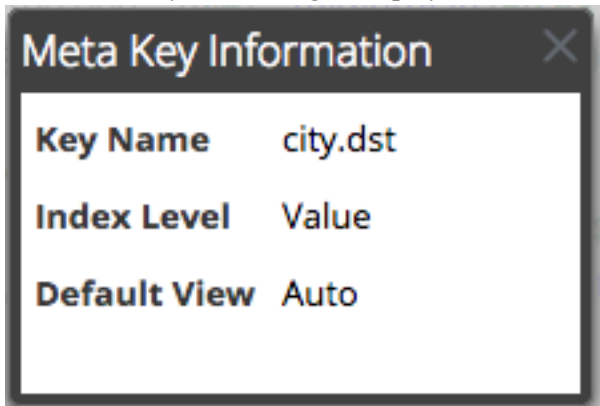 Meta Key Information
Key Name city.dst
Index Level Value
Default View Auto